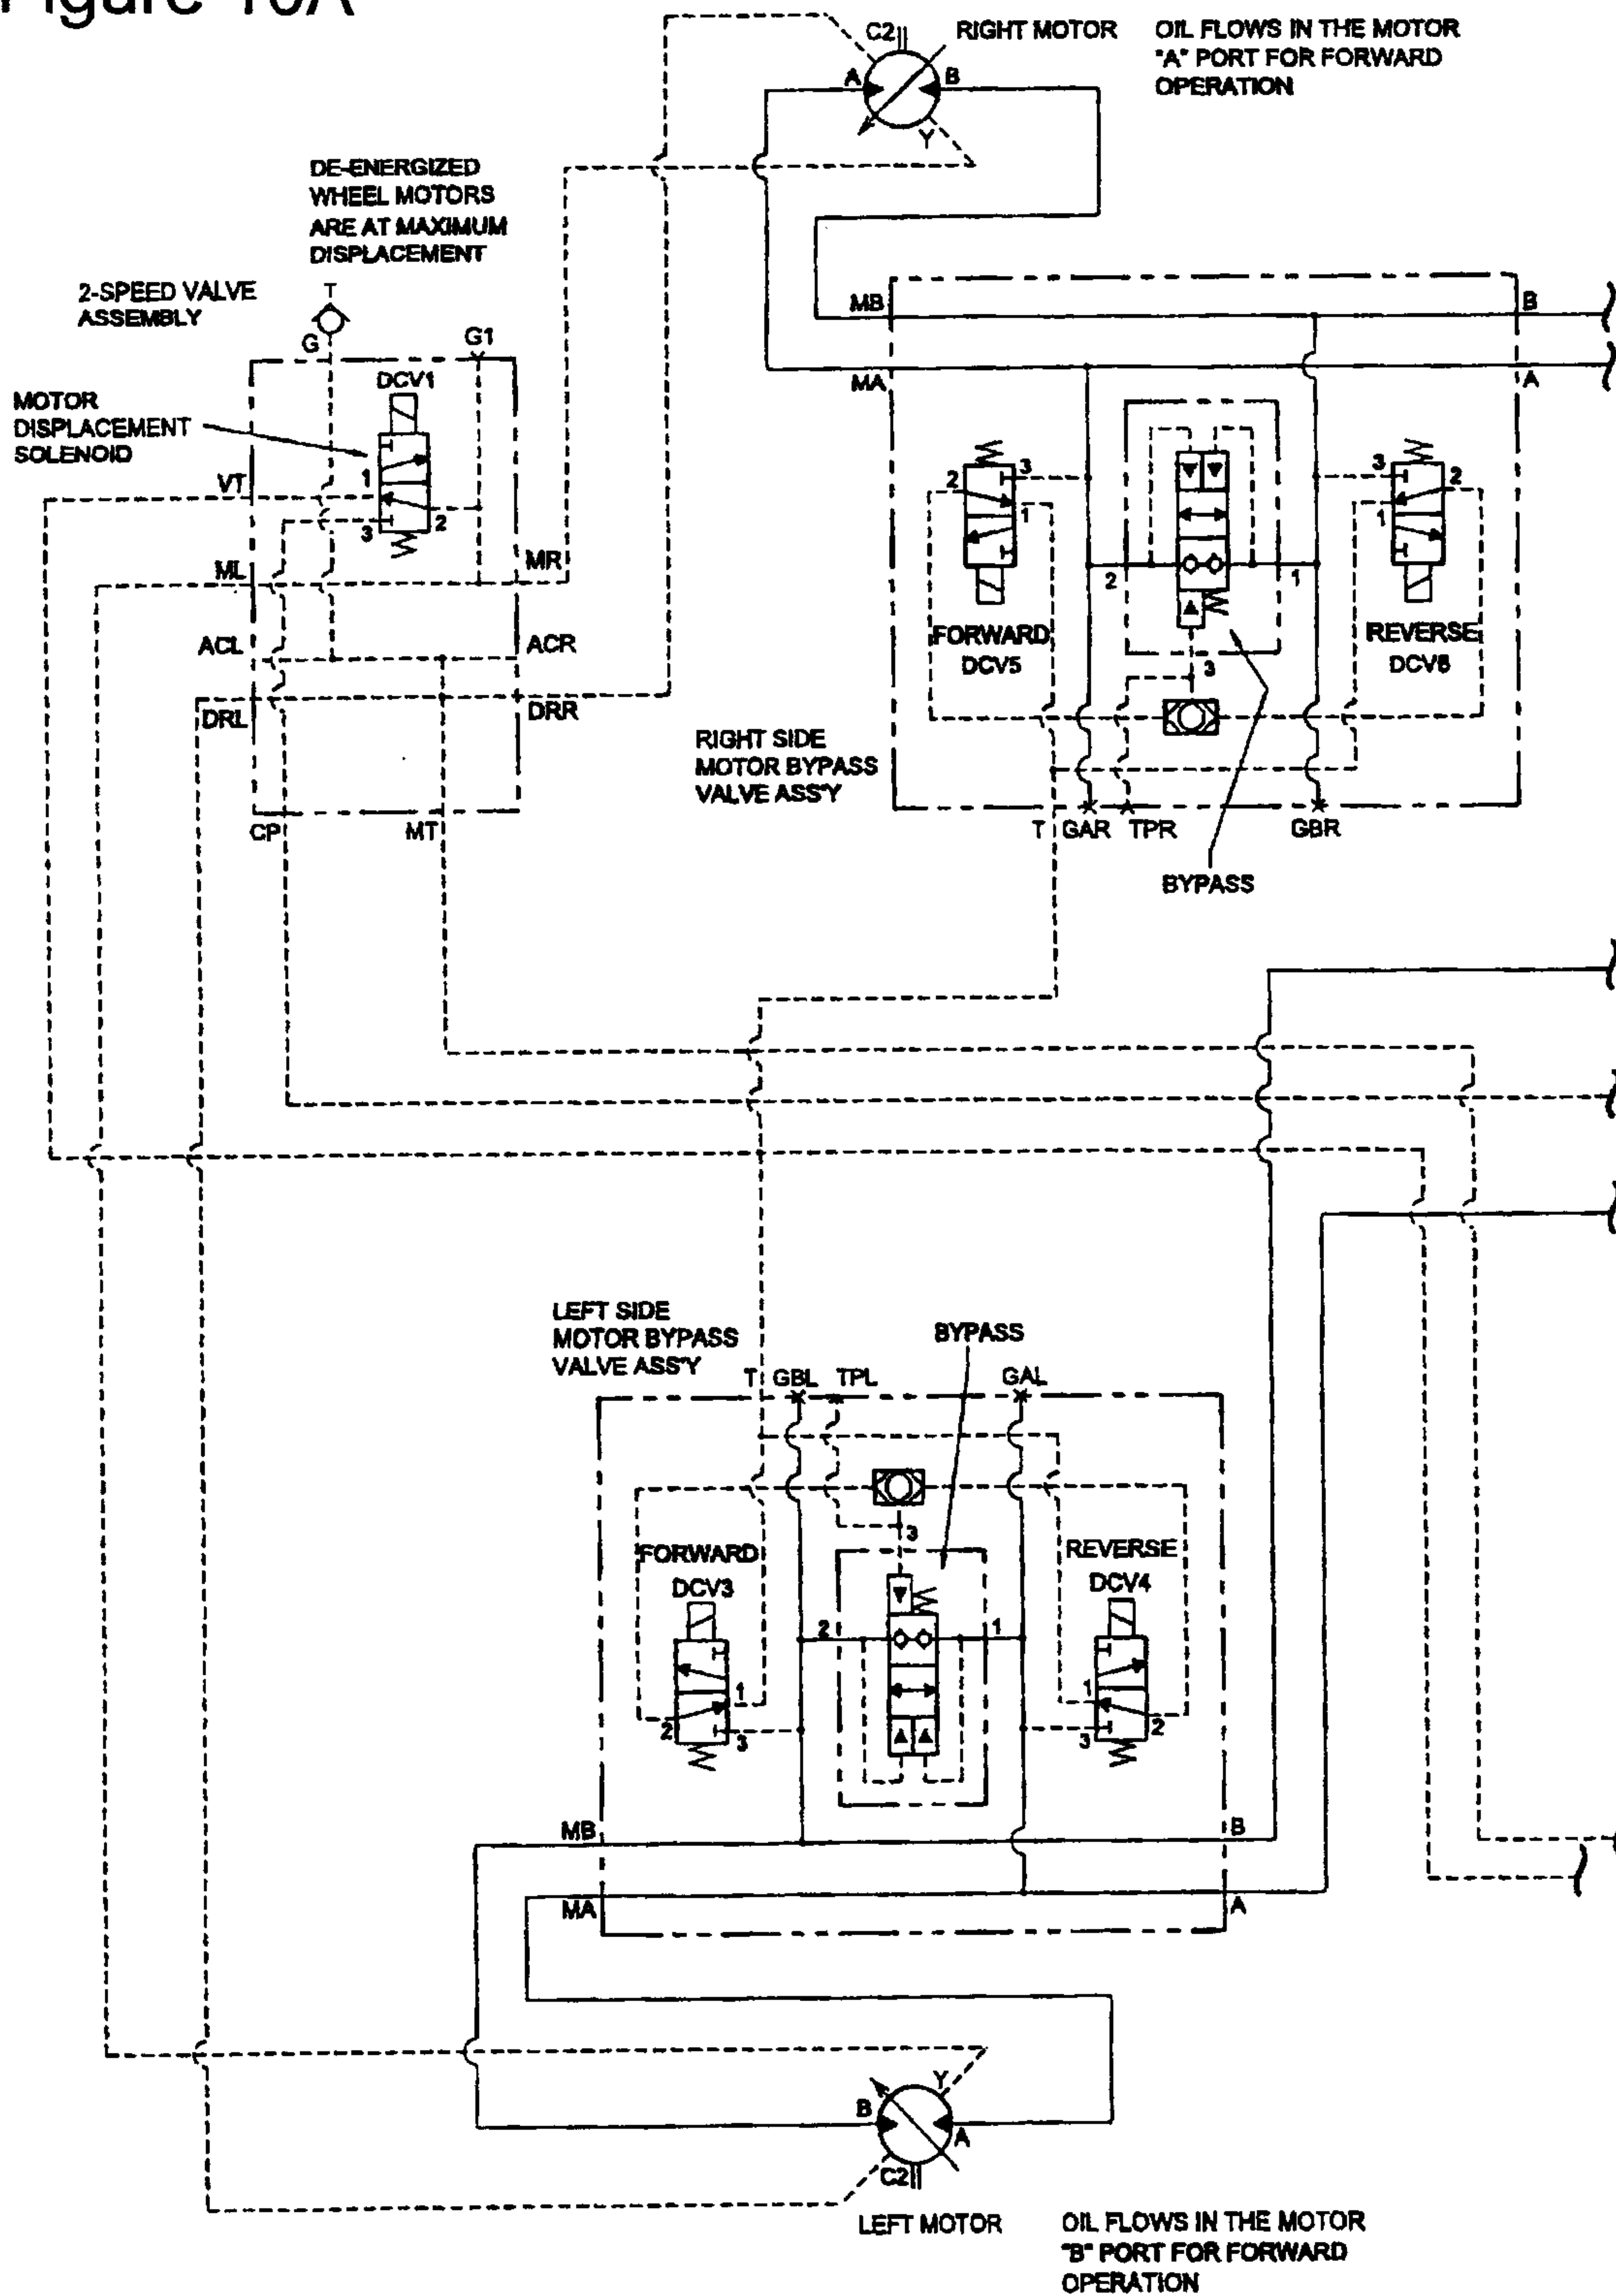 Figure 10A
C2
RIGHT MOTOR
OIL FLOWS IN THE MOTOR
"A" PORT FOR FORWARD
OPERATION
A
B
Y
DE-ENERGIZED
WHEEL MOTORS
ARE AT MAXIMUM
DISPLACEMENT
2-SPEED VALVE
ASSEMBLY
T
G
G1
DCV1
MOTOR
DISPLACEMENT
SOLENOID
VT
1
2
3
ML
MR
ACL
ACR
DRL
DRR
CP
MT
MB
B
MA
A
2
3
1
3
2
1
2
1
FORWARD
DCV5
REVERSE
DCV6
3
RIGHT SIDE
MOTOR BYPASS
VALVE ASS'Y
T
GAR
TPR
GBR
BYPASS
LEFT SIDE
MOTOR BYPASS
VALVE ASS'Y
BYPASS
T
GBL
TPL
GAL
3
FORWARD
DCV3
REVERSE
DCV4
2
1
1
2
3
1
2
3
MB
B
MA
A
Y
B
A
C2
LEFT MOTOR
OIL FLOWS IN THE MOTOR
"B" PORT FOR FORWARD
OPERATION